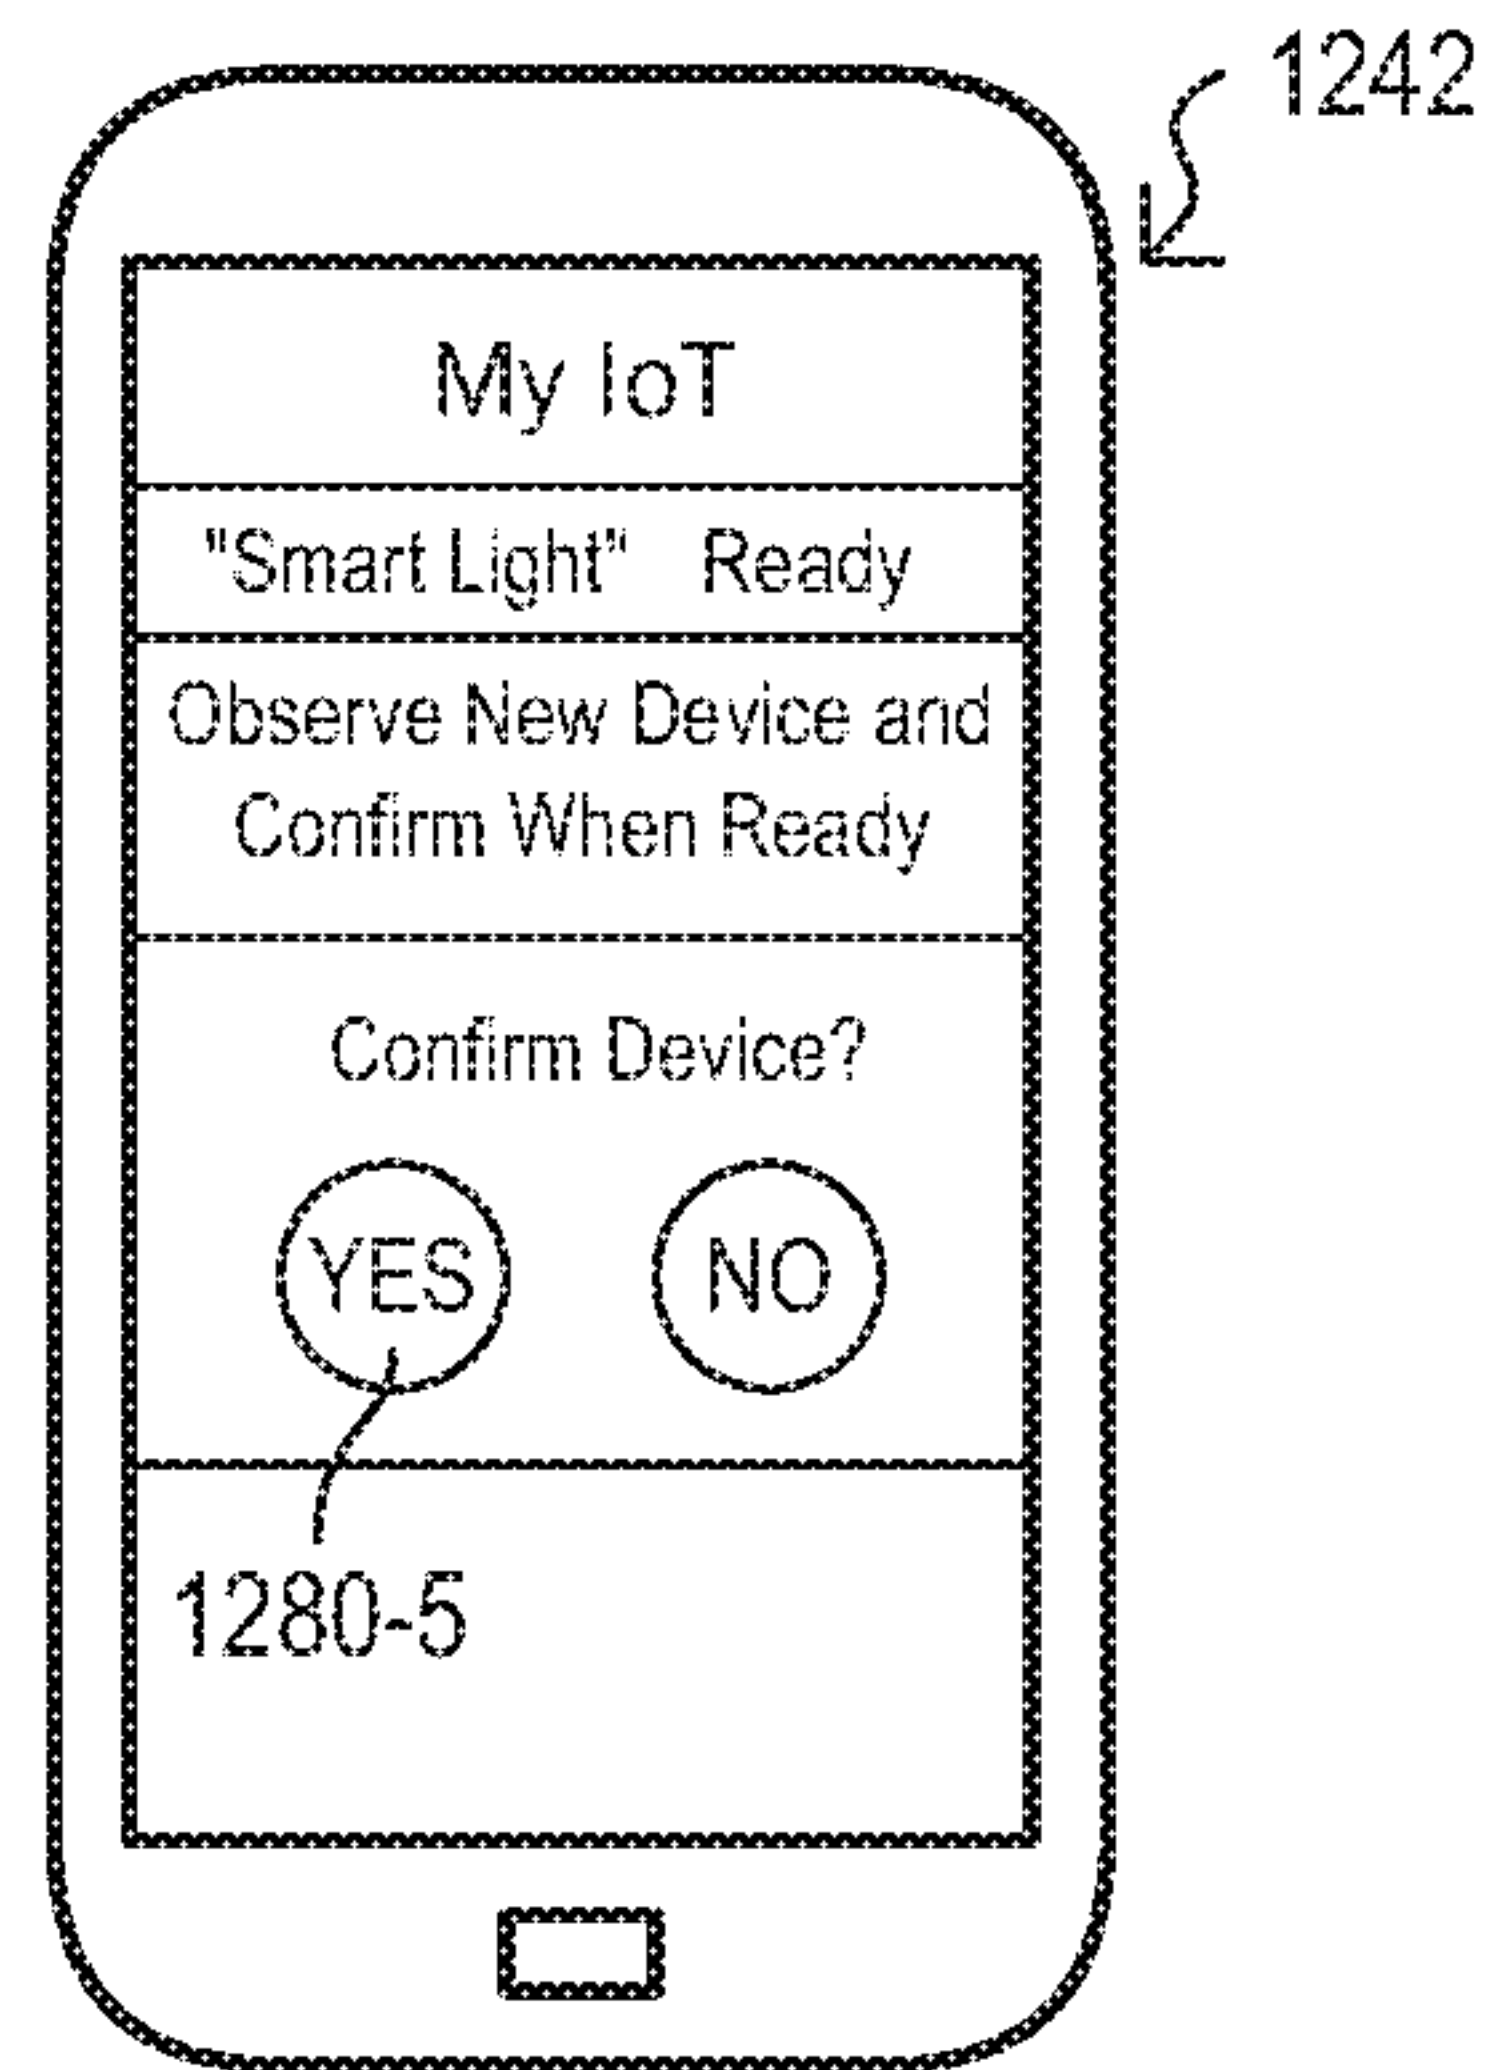 1242
My IoT
"Smart Light" Ready
Observe New Device and
Confirm When Ready
Confirm Device?
YES NO
1280-5